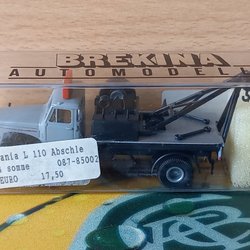 BREKINA
AUTOMODELL
ania L 110 Abschle
somme
087-85002
EURO 17,50